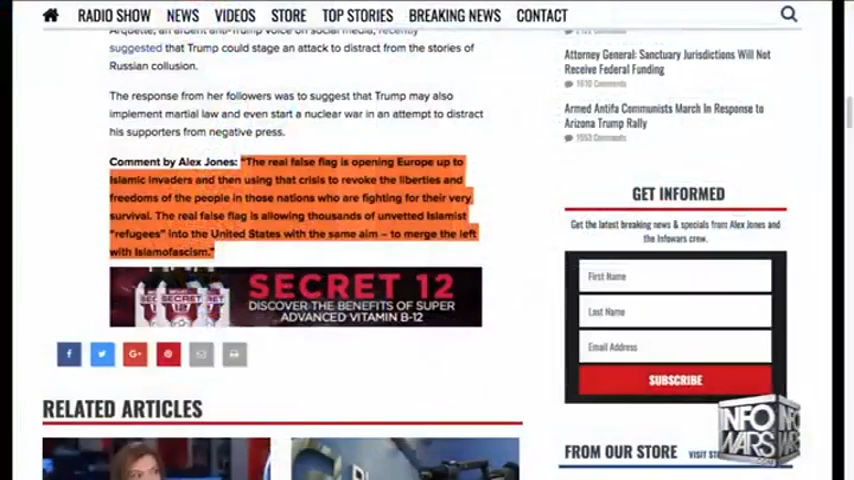 RADIO SHOW NEWS VIDEOS STORE TOP STORIES BREAKING NEWS CONTACT
Arquette, an ardent anti-Trump voice on social media, recently
suggested that Trump could stage an attack to distract from the stories of
Russian collusion.
The response from her followers was to suggest that Trump may also
implement martial law and even start a nuclear war in an attempt to distract
his supporters from negative press.
Comment by Alex Jones: "The real false flag is opening Europe up to
Islamic invaders and then using that crisis to revoke the liberties and
freedoms of the people in those nations who are fighting for their very
survival. The real false flag is allowing thousands of unvetted Islamist
"refugees" into the United States with the same aim – to merge the left
with Islamofascism."
SECRET 12
SECRET 12
DISCOVER THE BENEFITS OF SUPER
ADVANCED VITAMIN B-12
RELATED ARTICLES
Comments
Attorney General: Sanctuary Jurisdictions Will Not
Receive Federal Funding
1610 Comments
Armed Antifa Communists March In Response to
Arizona Trump Rally
1553 Comments
GET INFORMED
Get the latest breaking news & specials from Alex Jones and
the Infowars crew.
First Name
Last Name
Email Address
SUBSCRIBE
FROM OUR STORE
INFO
WARS
.com